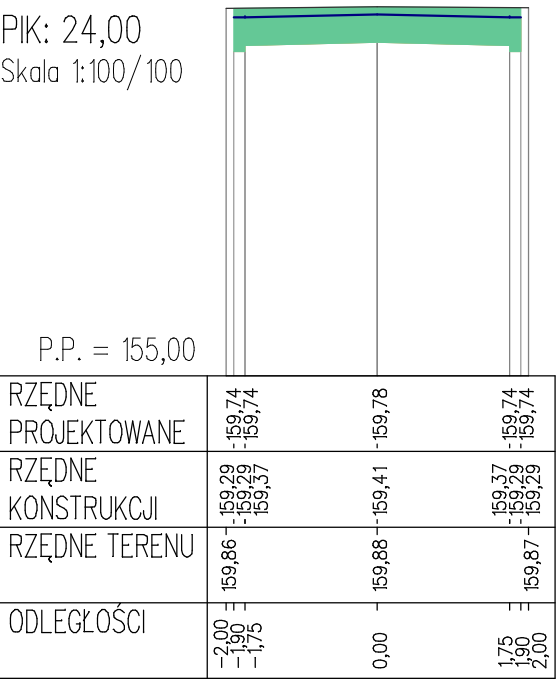 PIK: 24,00
Skala 1:100/100
P.P. = 155,00
RZĘDNE
PROJEKTOWANE
159,74
159,74
159,78
159,74
159,74
RZĘDNE
KONSTRUKCJI
159,29
159,29
159,37
159,41
159,37
159,29
159,29
RZĘDNE TERENU
159,86
159,88
159,87
ODLEGŁOŚCI
-2,00
-1,90
-1,75
0,00
1,75
1,90
2,00